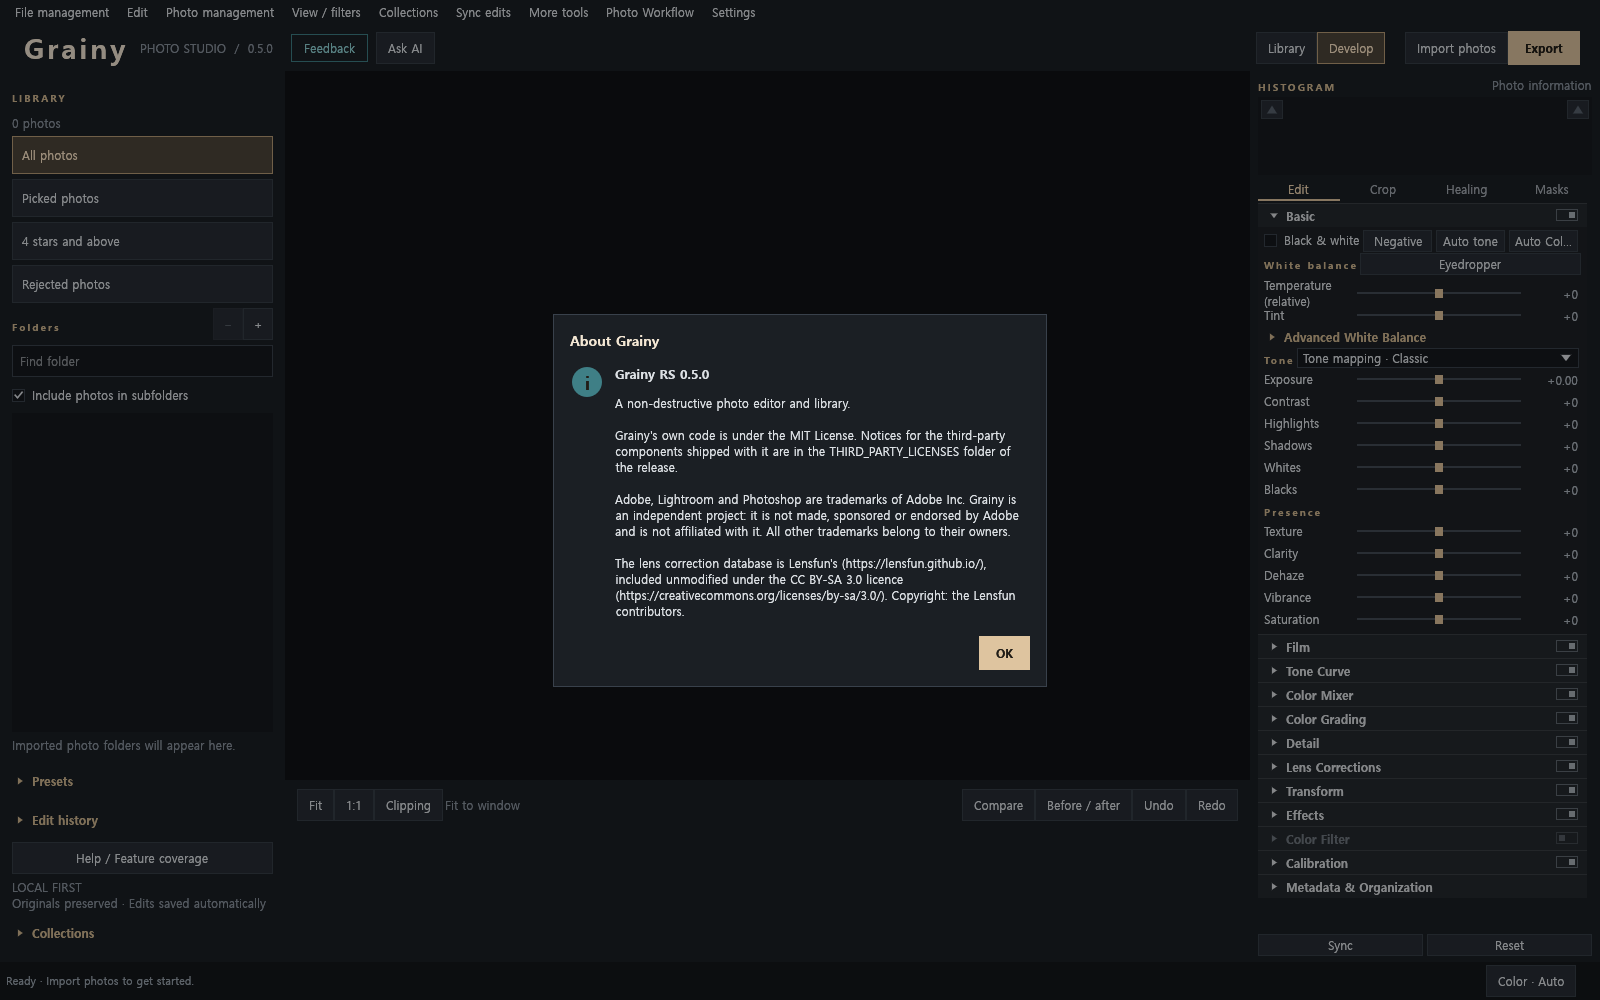 File management Edit Photo management View / filters Collections Sync edits More tools Photo Workflow Settings
Grainy PHOTO STUDIO / 0.5.0 Feedback Ask AI Library Develop Import photos Export
LIBRARY
0 photos
All photos
Picked photos
4 stars and above
Rejected photos
Folders − +
Find folder
Include photos in subfolders
Imported photo folders will appear here.
Presets
Edit history
Help / Feature coverage
LOCAL FIRST
Originals preserved · Edits saved automatically
Collections
About Grainy
i
Grainy RS 0.5.0
A non-destructive photo editor and library.
Grainy's own code is under the MIT License. Notices for the third-party
components shipped with it are in the THIRD_PARTY_LICENSES folder of
the release.
Adobe, Lightroom and Photoshop are trademarks of Adobe Inc. Grainy is
an independent project: it is not made, sponsored or endorsed by Adobe
and is not affiliated with it. All other trademarks belong to their owners.
The lens correction database is Lensfun's (https://lensfun.github.io/),
included unmodified under the CC BY-SA 3.0 licence
(https://creativecommons.org/licenses/by-sa/3.0/). Copyright: the Lensfun
contributors.
OK
Fit 1:1 Clipping Fit to window Compare Before / after Undo Redo
HISTOGRAM Photo information
Edit Crop Healing Masks
Basic
Black & white Negative Auto tone Auto Col...
White balance Eyedropper
Temperature
(relative) +0
Tint +0
Advanced White Balance
Tone Tone mapping · Classic
Exposure +0.00
Contrast +0
Highlights +0
Shadows +0
Whites +0
Blacks +0
Presence
Texture +0
Clarity +0
Dehaze +0
Vibrance +0
Saturation +0
Film
Tone Curve
Color Mixer
Color Grading
Detail
Lens Corrections
Transform
Effects
Color Filter
Calibration
Metadata & Organization
Sync Reset
Ready · Import photos to get started. Color · Auto